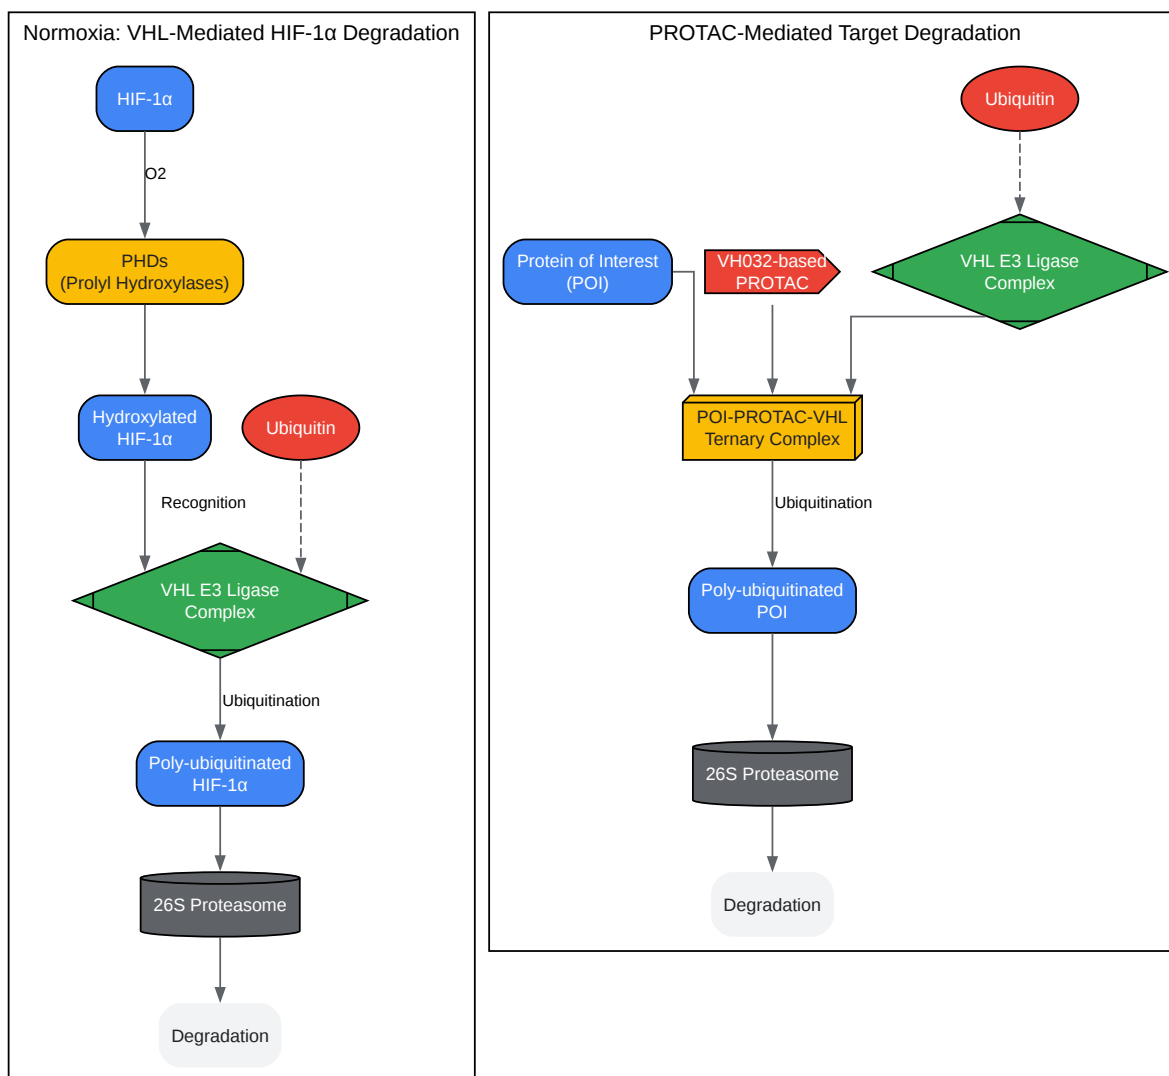 Normoxia: VHL-Mediated HIF-1α Degradation
HIF-1α
O2
PHDs
(Prolyl Hydroxylases)
Hydroxylated
HIF-1α
Ubiquitin
Recognition
VHL E3 Ligase
Complex
Ubiquitination
Poly-ubiquitinated
HIF-1α
26S Proteasome
Degradation
PROTAC-Mediated Target Degradation
Ubiquitin
Protein of Interest
(POI)
VH032-based
PROTAC
VHL E3 Ligase
Complex
POI-PROTAC-VHL
Ternary Complex
Ubiquitination
Poly-ubiquitinated
POI
26S Proteasome
Degradation